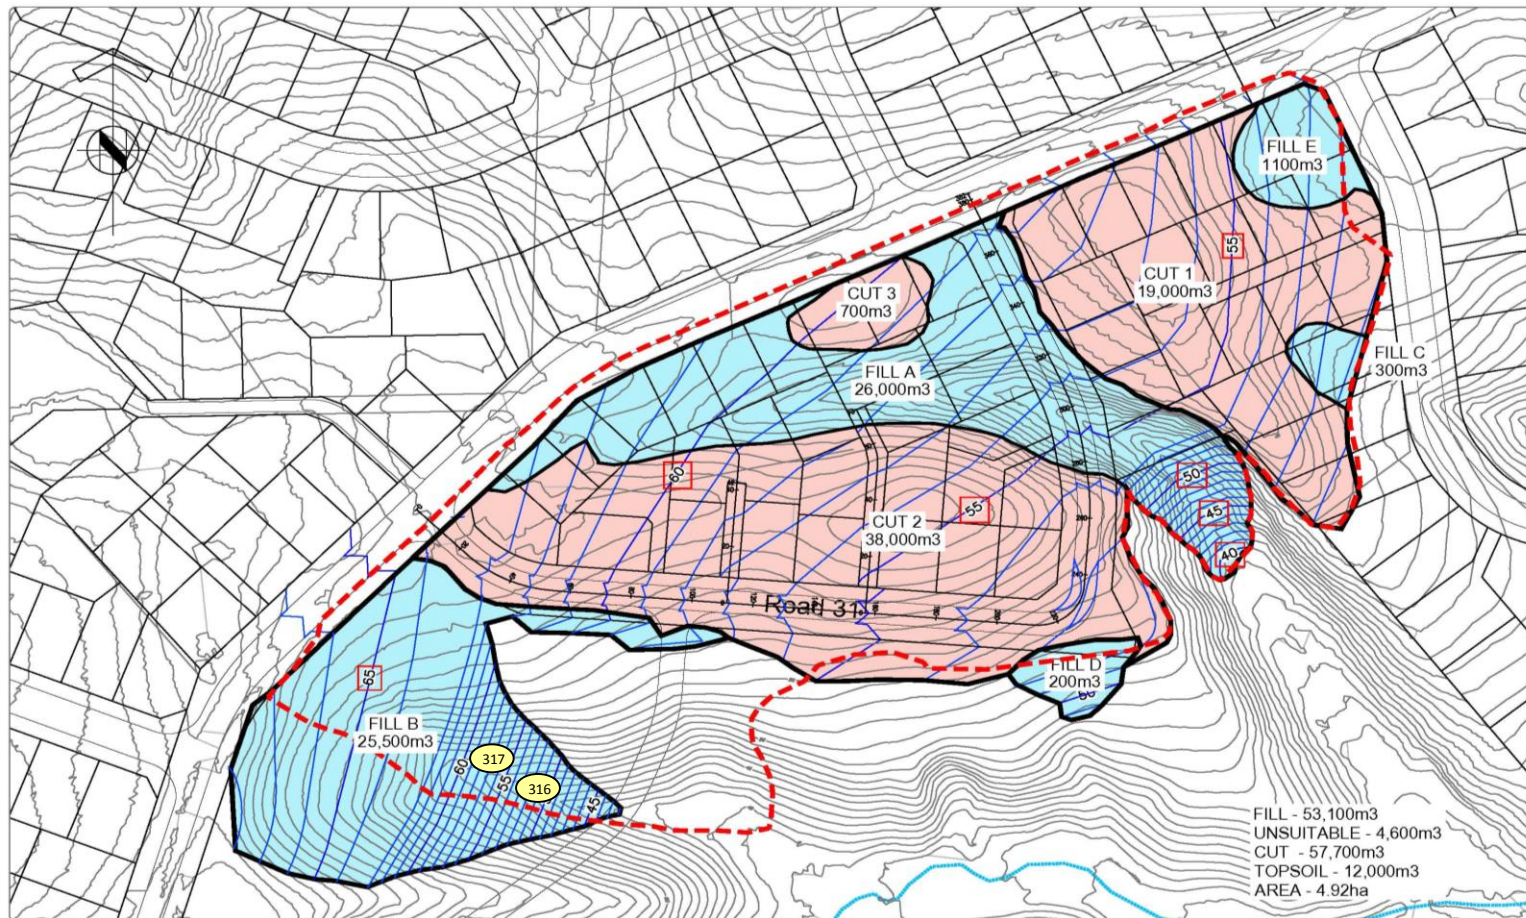 FILL E
1100m3
55
CUT 1
19,000m3
CUT 3
700m3
FILL A
26,000m3
FILL C
300m3
60
50
55
45
CUT 2
38,000m3
40
Road 31
FILL D
200m3
65
FILL B
25,500m3
317
60
55
316
45
FILL - 53,100m3
UNSUITABLE - 4,600m3
CUT - 57,700m3
TOPSOIL - 12,000m3
AREA - 4.92ha